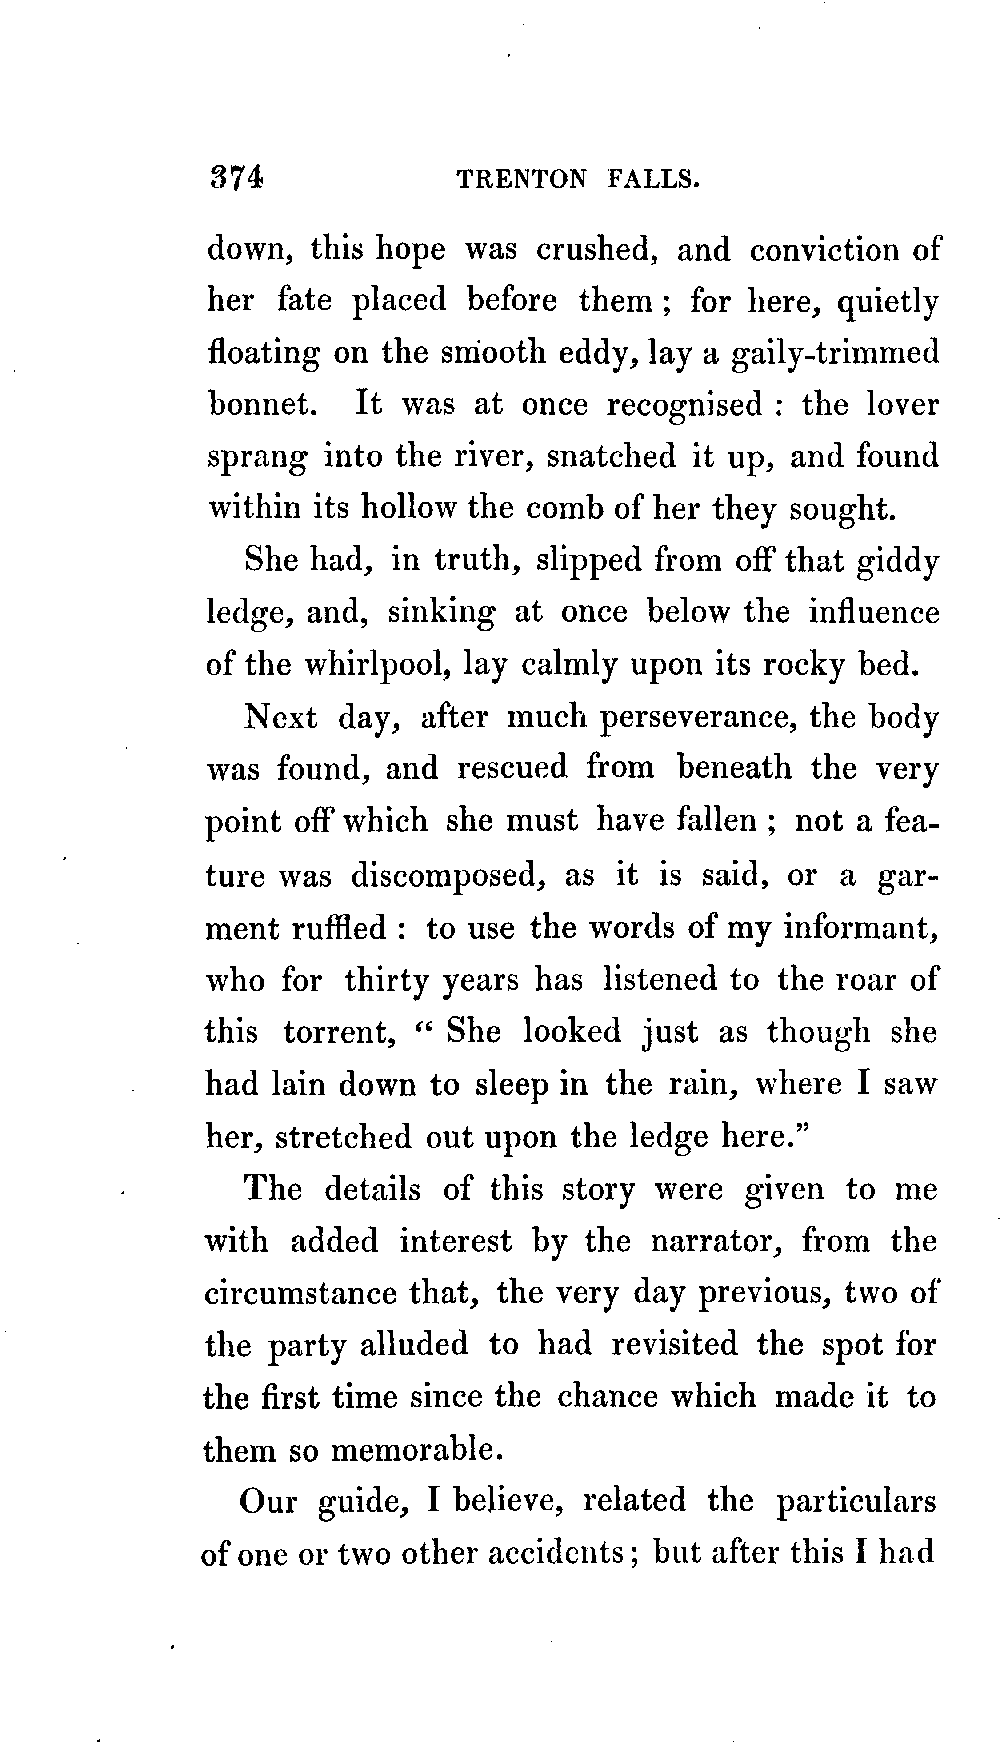 374 TRENTON FALLS.
down, this hope was crushed, and conviction of
her fate placed before them ; for here, quietly
floating on the smooth eddy, lay a gaily-trimmed
bonnet. It was at once recognised : the lover
sprang into the river, snatched it up, and found
within its hollow the comb of her they sought.
She had, in truth, slipped from off that giddy
ledge, and, sinking at once below the influence
of the whirlpool, lay calmly upon its rocky bed.
Next day, after much perseverance, the body
was found, and rescued from beneath the very
point off which she must have fallen ; not a fea-
ture was discomposed, as it is said, or a gar-
ment ruffled : to use the words of my informant,
who for thirty years has listened to the roar of
this torrent, “ She looked just as though she
had lain down to sleep in the rain, where I saw
her, stretched out upon the ledge here.”
The details of this story were given to me
with added interest by the narrator, from the
circumstance that, the very day previous, two of
the party alluded to had revisited the spot for
the first time since the chance which made it to
them so memorable.
Our guide, I believe, related the particulars
of one or two other accidents ; but after this I had